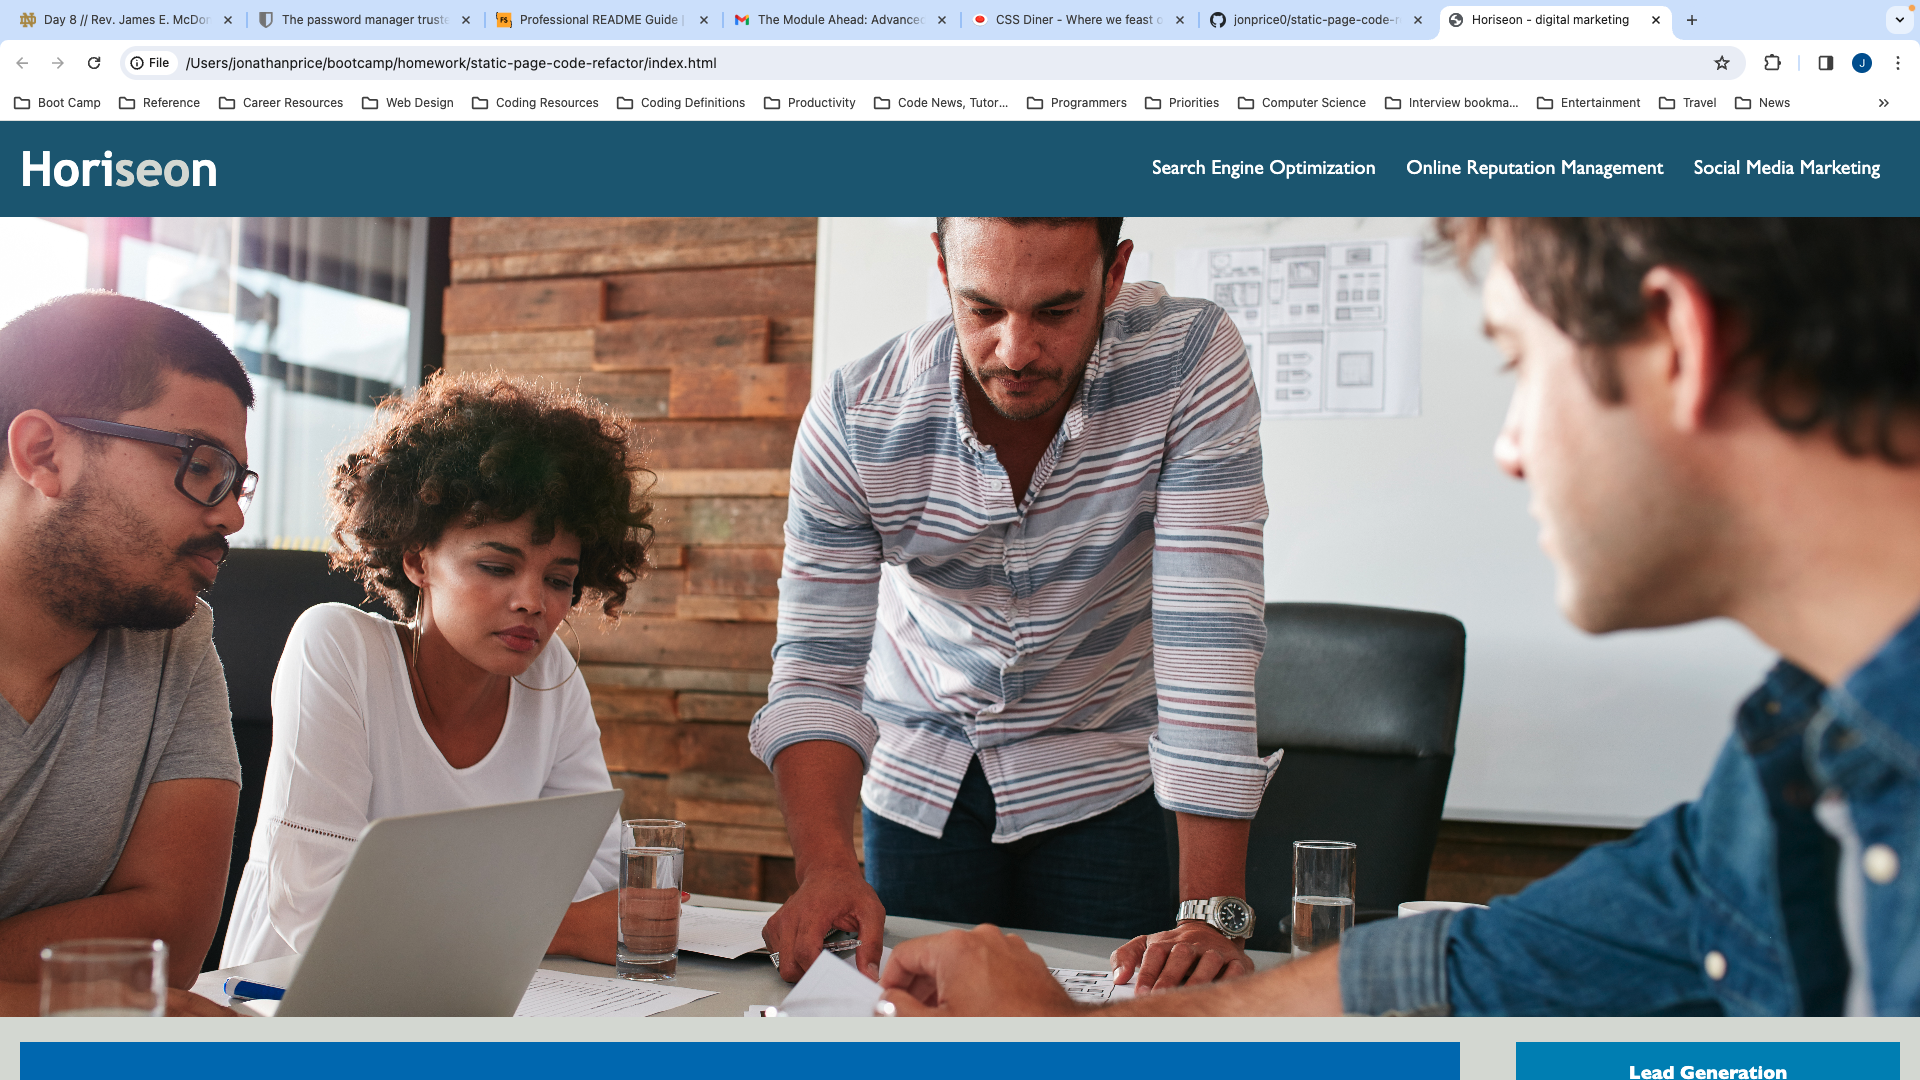 Day 8 // Rev. James E. McDor
The password manager truste
Professional README Guide |
The Module Ahead: Advanced
CSS Diner - Where we feast o
jonprice0/static-page-code-r
Horiseon - digital marketing
File
/Users/jonathanprice/bootcamp/homework/static-page-code-refactor/index.html
J
Boot Camp
Reference
Career Resources
Web Design
Coding Resources
Coding Definitions
Productivity
Code News, Tutor...
Programmers
Priorities
Computer Science
Interview bookma...
Entertainment
Travel
News
Horiseon
Search Engine Optimization
Online Reputation Management
Social Media Marketing
Lead Generation